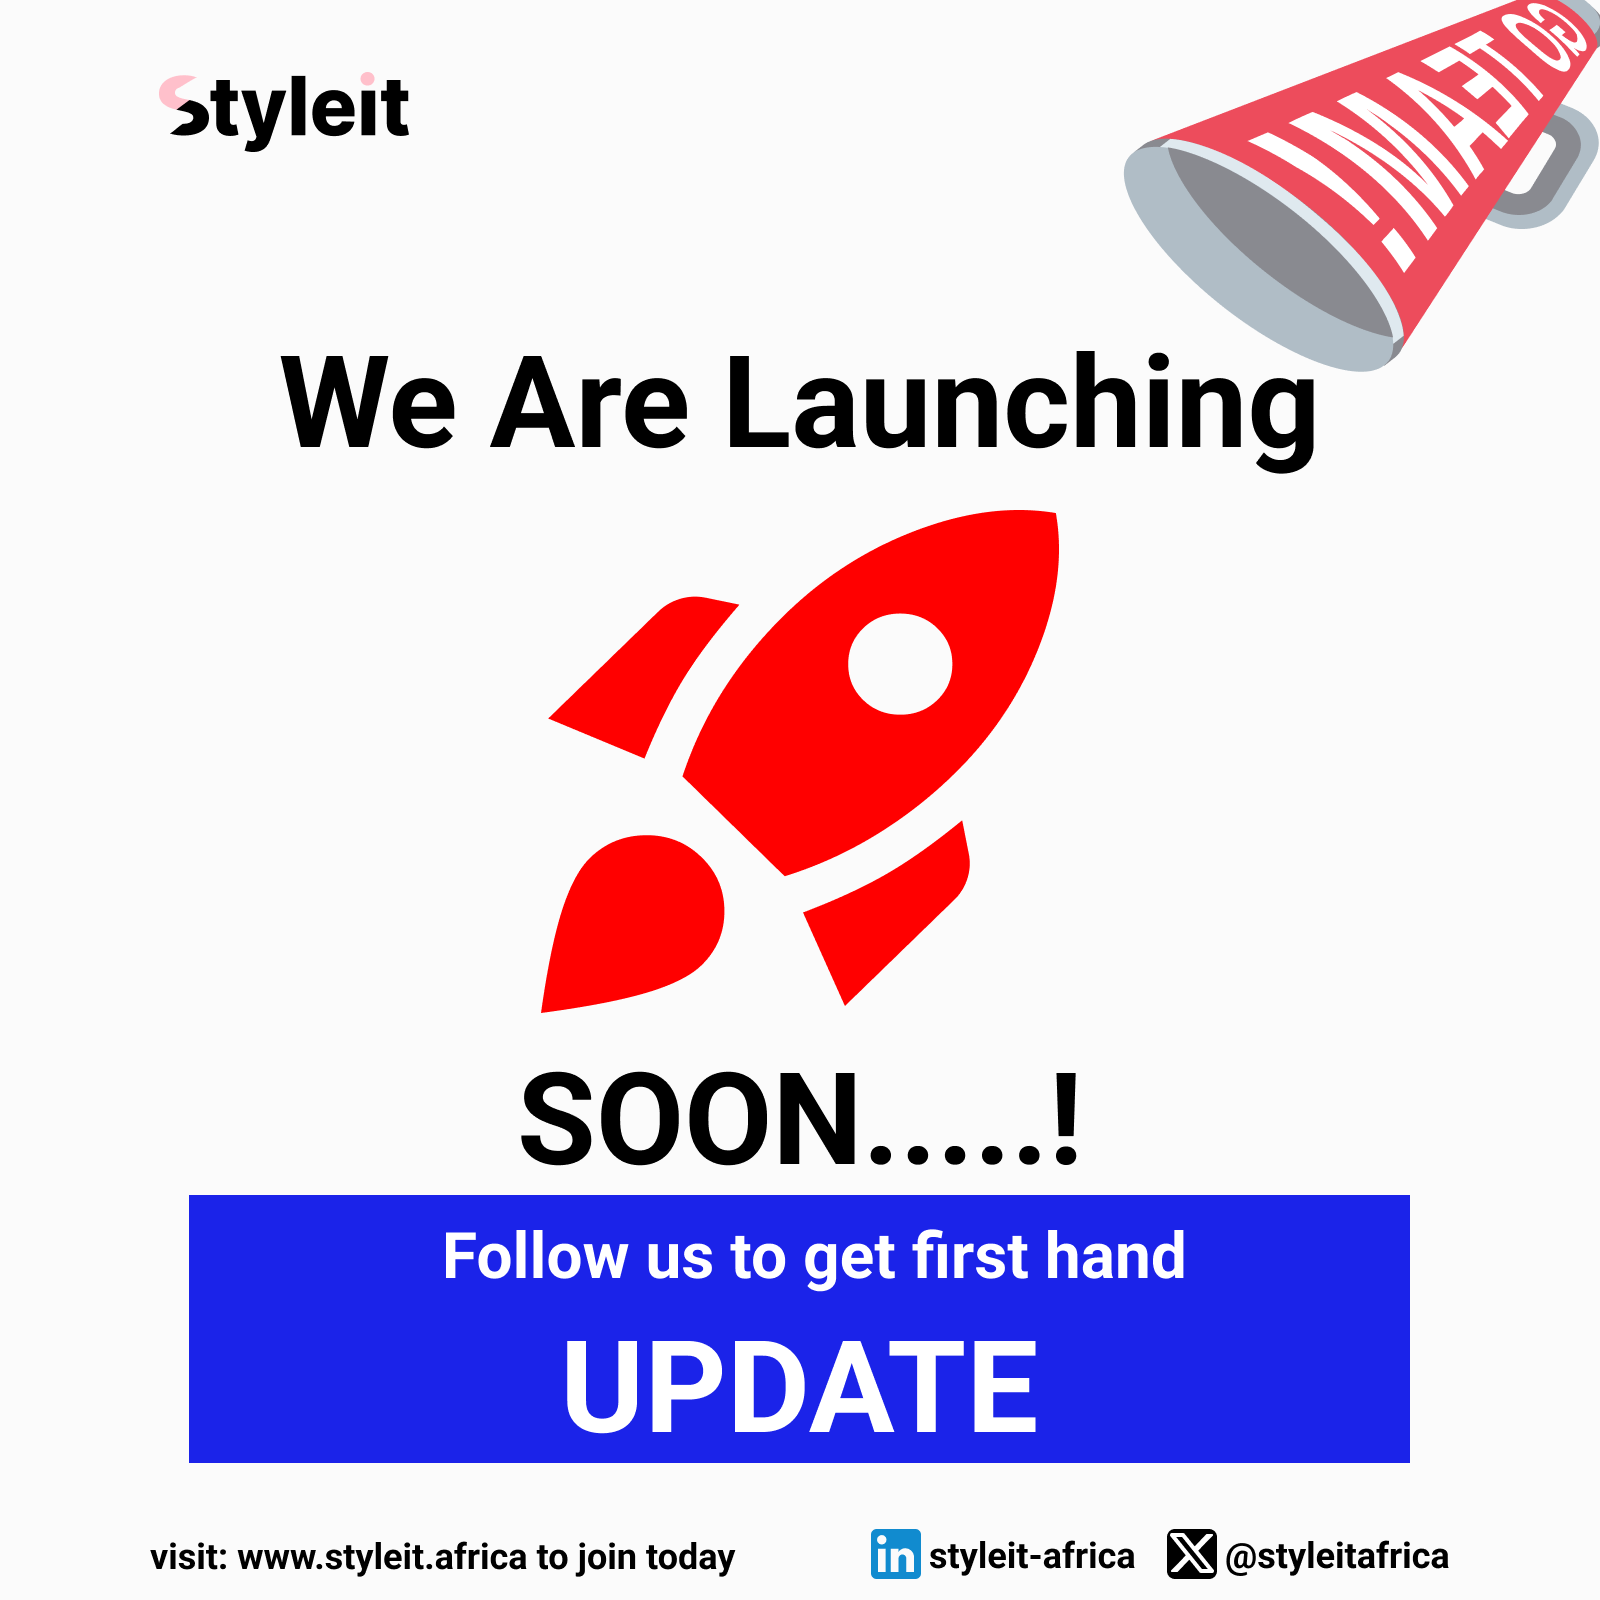 Styleit
GO TEAM!
We Are Launching
SOON.....!
Follow us to get first hand
UPDATE
visit: www.styleit.africa to join today
in styleit-africa
X @styleitafrica